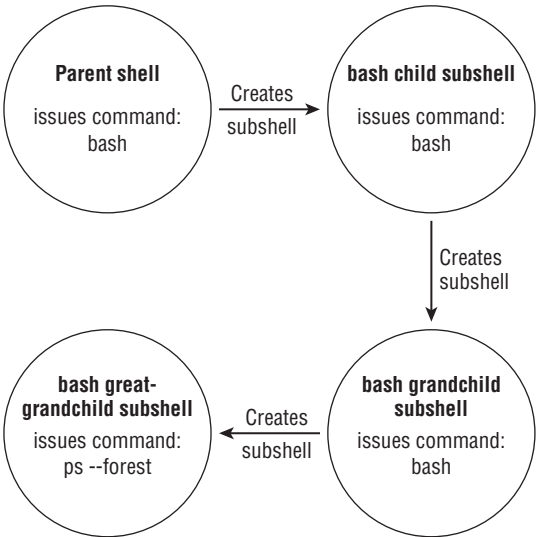 Parent shell
issues command:
bash
Creates
subshell
bash child subshell
issues command:
bash
Creates
subshell
bash grandchild
subshell
issues command:
bash
Creates
subshell
bash great-
grandchild subshell
issues command:
ps --forest